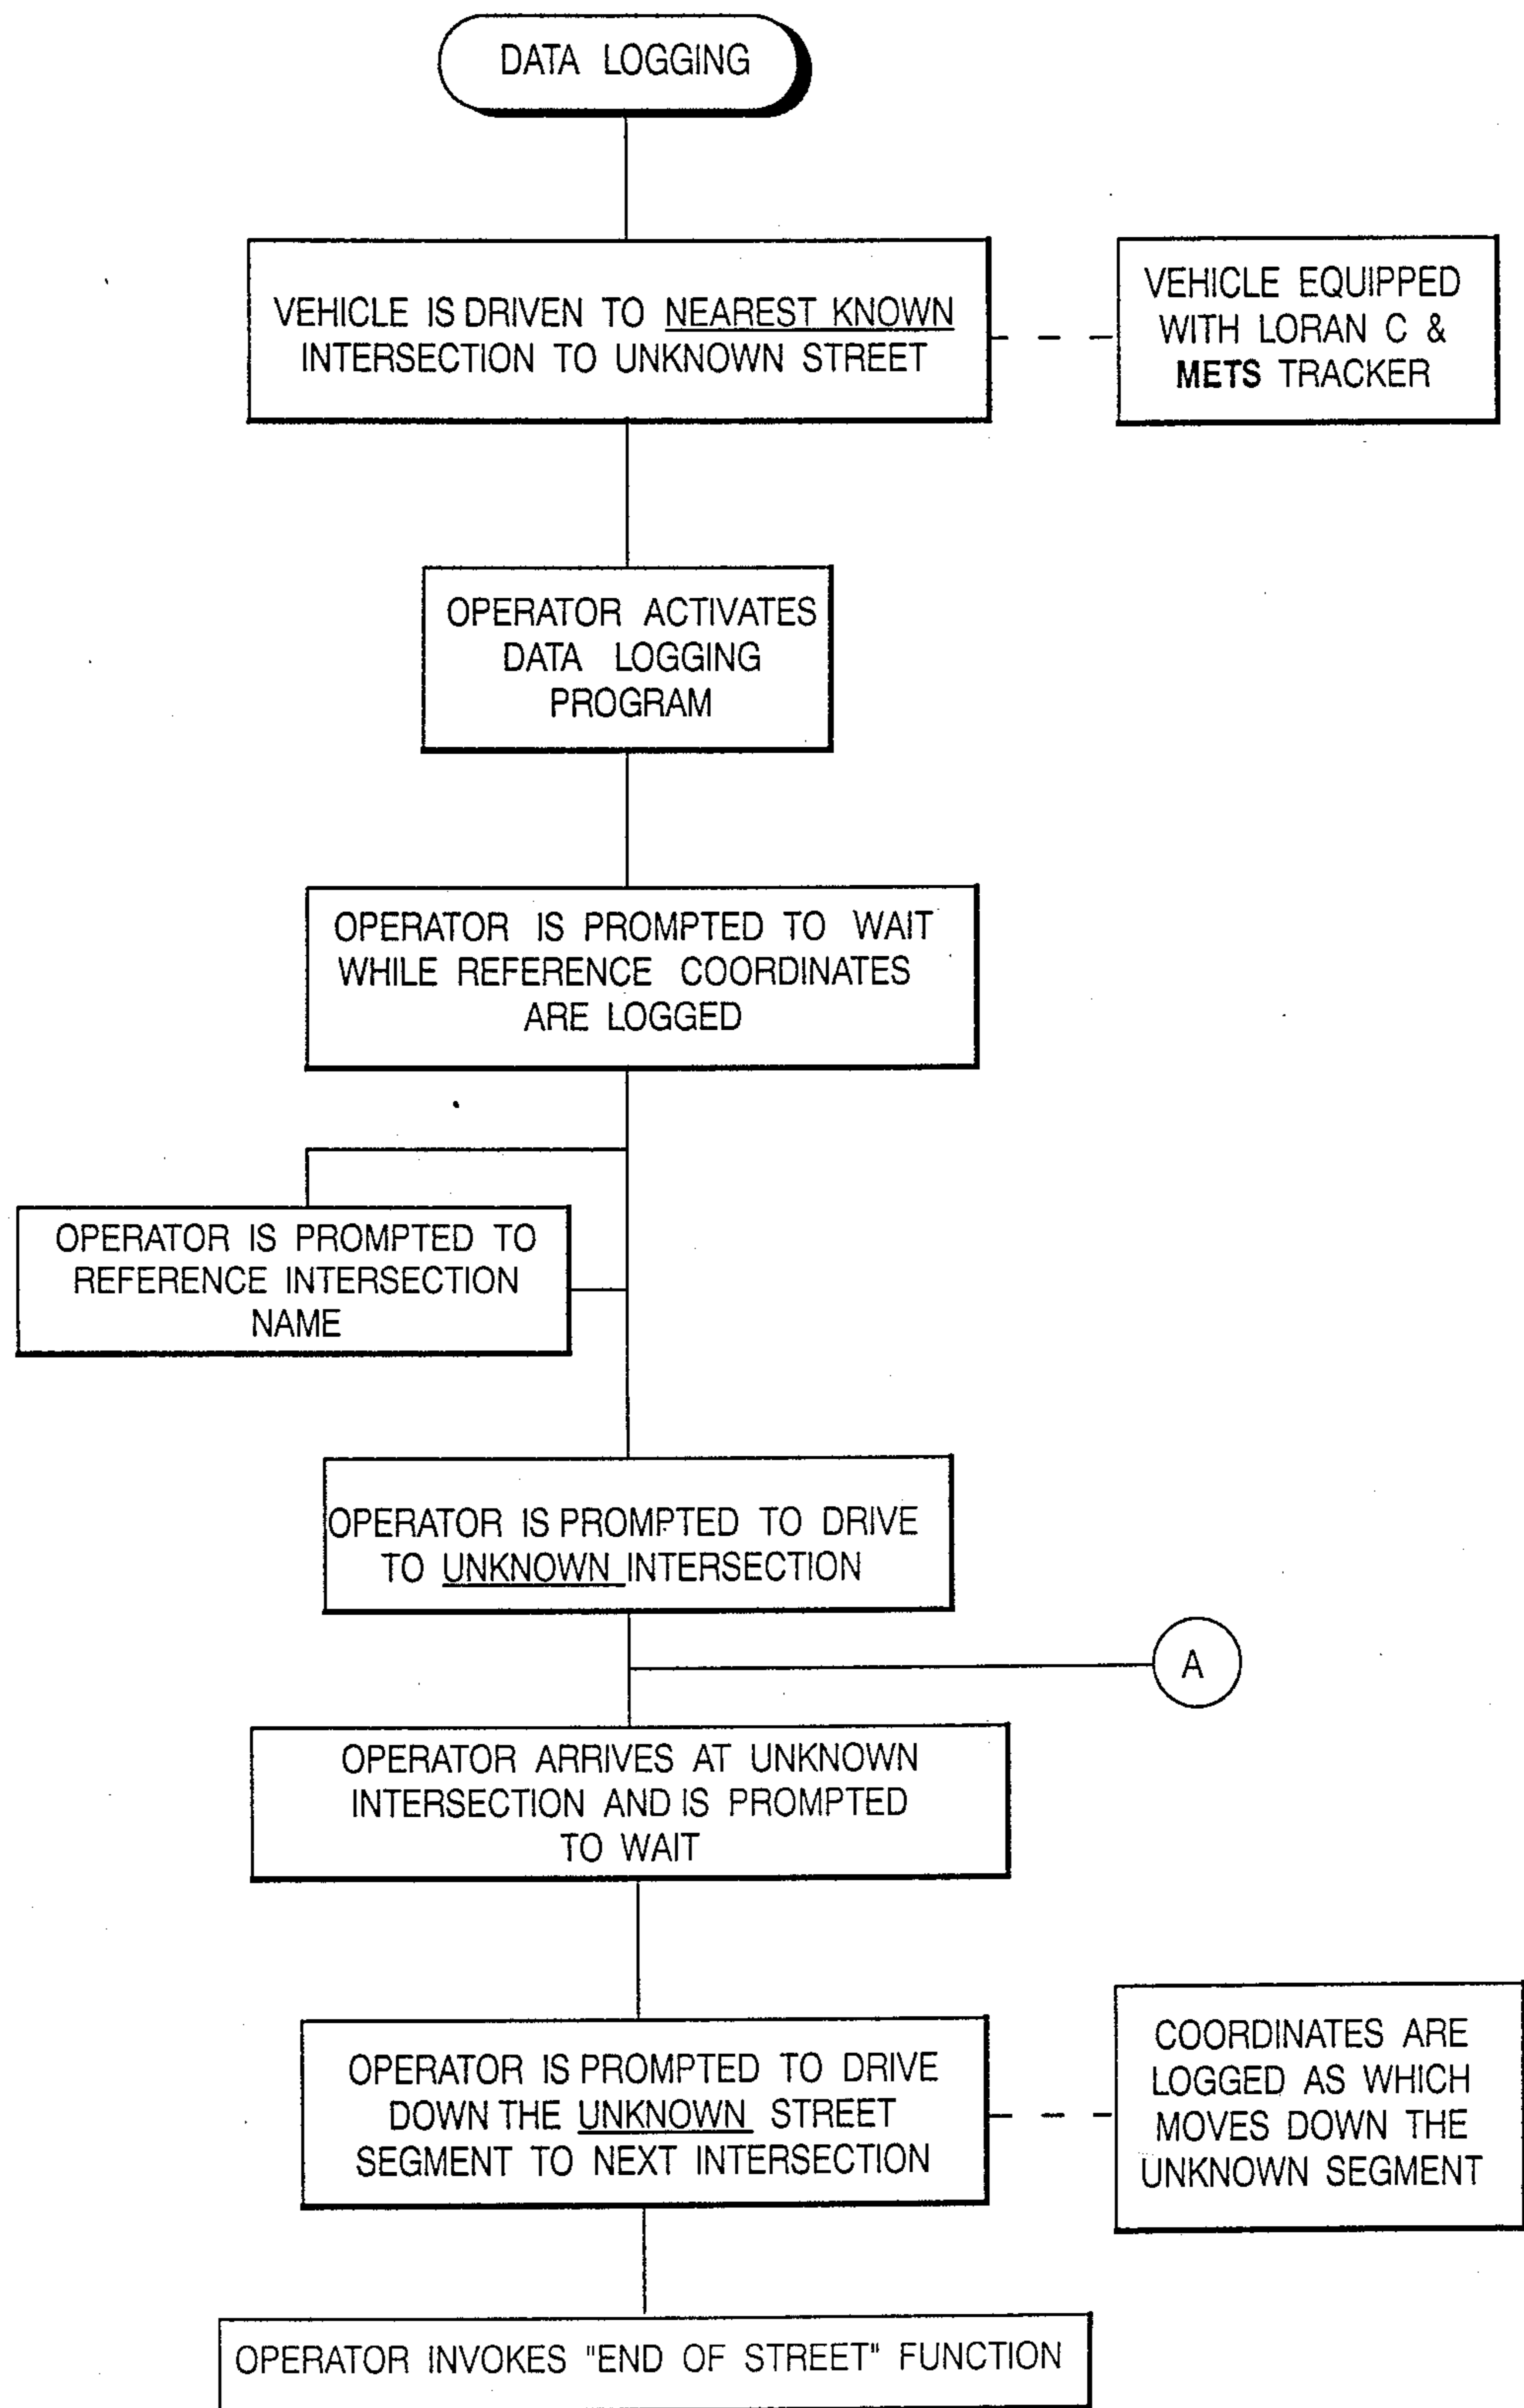 DATA LOGGING
VEHICLE IS DRIVEN TO NEAREST KNOWN
INTERSECTION TO UNKNOWN STREET
VEHICLE EQUIPPED
WITH LORAN C &
METS TRACKER
OPERATOR ACTIVATES
DATA LOGGING
PROGRAM
OPERATOR IS PROMPTED TO WAIT
WHILE REFERENCE COORDINATES
ARE LOGGED
OPERATOR IS PROMPTED TO
REFERENCE INTERSECTION
NAME
OPERATOR IS PROMPTED TO DRIVE
TO UNKNOWN INTERSECTION
A
OPERATOR ARRIVES AT UNKNOWN
INTERSECTION AND IS PROMPTED
TO WAIT
OPERATOR IS PROMPTED TO DRIVE
DOWN THE UNKNOWN STREET
SEGMENT TO NEXT INTERSECTION
COORDINATES ARE
LOGGED AS WHICH
MOVES DOWN THE
UNKNOWN SEGMENT
OPERATOR INVOKES "END OF STREET" FUNCTION